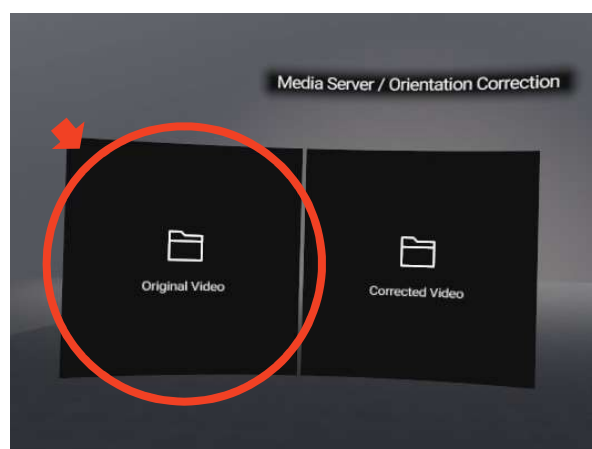 Media Server / Orientation Correction
Original Video
Corrected Video